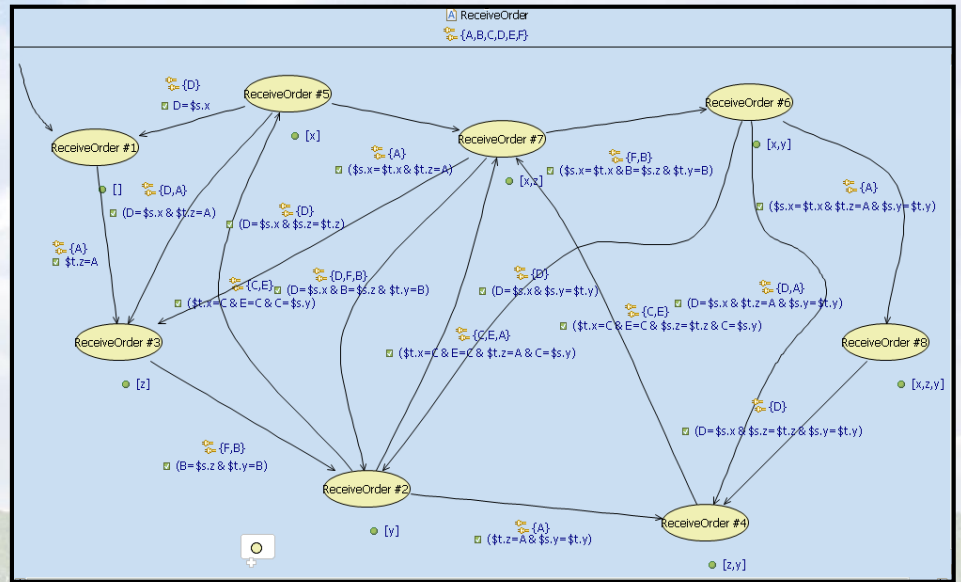 A ReceiveOrder
{A,B,C,D,E,F}
{D}
D=$s.x
ReceiveOrder #5
[x]
ReceiveOrder #6
[x,y]
ReceiveOrder #1
[]
ReceiveOrder #7
[x,z]
{A}
($s.x=$t.x & $t.z=A)
{F,B}
($s.x=$t.x & B=$s.z & $t.y=B)
{A}
($s.x=$t.x & $t.z=A & $s.y=$t.y)
{D,A}
(D=$s.x & $t.z=A)
{D}
(D=$s.x & $s.z=$t.z)
{A}
$t.z=A
{C,E}
($t.x=C & E=C & C=$s.y)
{D,F,B}
(D=$s.x & B=$s.z & $t.y=B)
{D}
(D=$s.x & $s.y=$t.y)
{D,A}
(D=$s.x & $t.z=A & $s.y=$t.y)
{C,E}
($t.x=C & E=C & $s.z=$t.z & C=$s.y)
{C,E,A}
($t.x=C & E=C & $t.z=A & C=$s.y)
ReceiveOrder #3
[z]
ReceiveOrder #8
[x,z,y]
{D}
(D=$s.x & $s.z=$t.z & $s.y=$t.y)
{F,B}
(B=$s.z & $t.y=B)
ReceiveOrder #2
[y]
{A}
($t.z=A & $s.y=$t.y)
ReceiveOrder #4
[z,y]